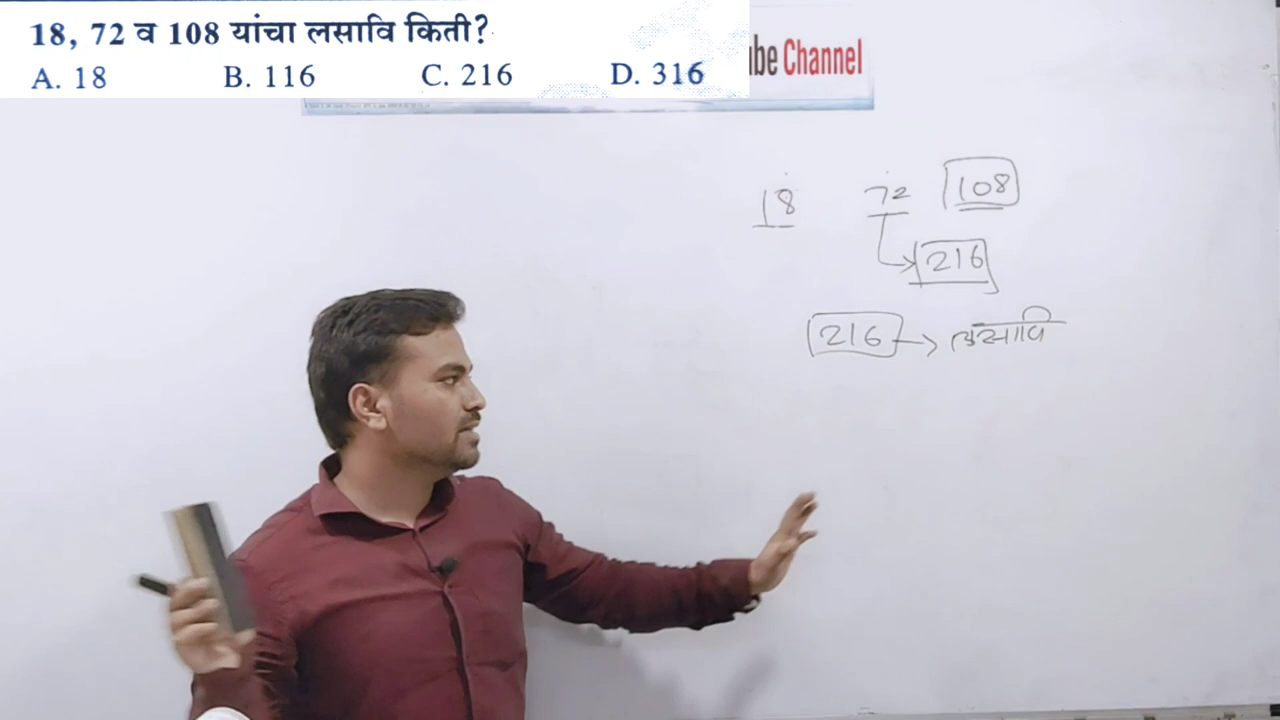 18, 72 व 108 यांचा लसावि किती?
A. 18 B. 116 C. 216 D. 316
Channel
18 72 108
216
216 → लसावि